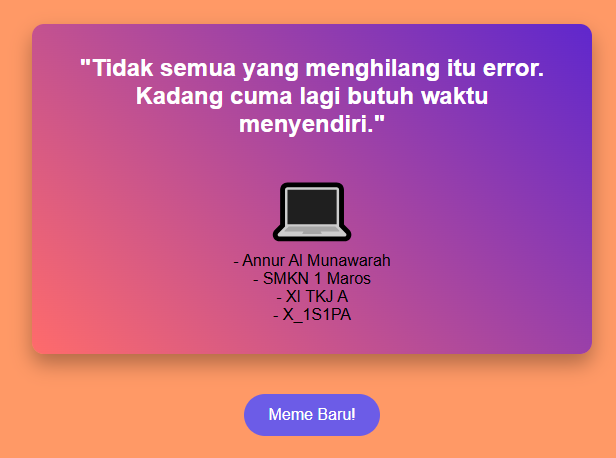 "Tidak semua yang menghilang itu error.
Kadang cuma lagi butuh waktu
menyendiri."
- Annur Al Munawarah
- SMKN 1 Maros
- XI TKJ A
- X_1S1PA
Meme Baru!